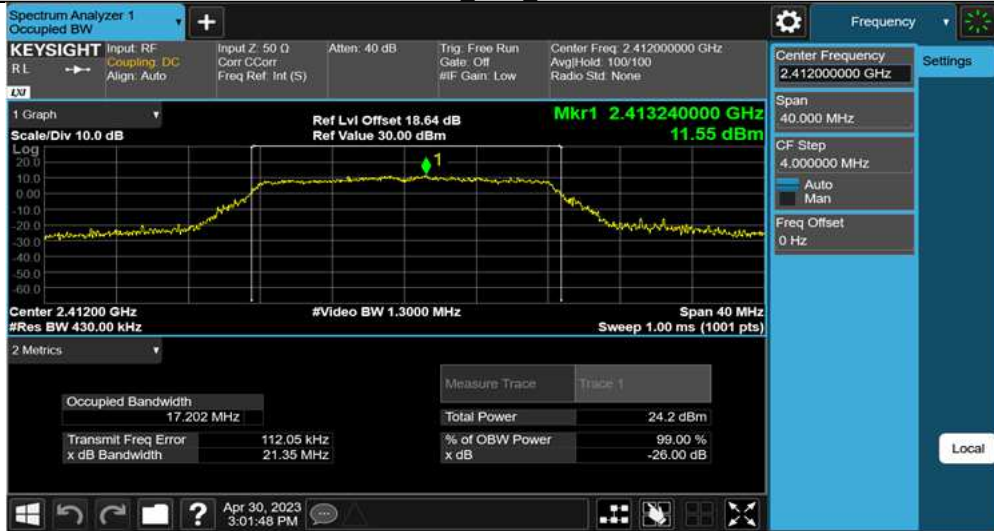 Spectrum Analyzer 1
Occupied BW
Frequency
KEYSIGHT
RL
LXI
Input: RF
Coupling: DC
Align: Auto
Input Z: 50 Ω
Corr CCorr
Freq Ref: Int (S)
Atten: 40 dB
Trig: Free Run
Gate: Off
#IF Gain: Low
Center Freq: 2.412000000 GHz
Avg|Hold: 100/100
Radio Std: None
Center Frequency
2.412000000 GHz
Settings
Span
40.000 MHz
CF Step
4.000000 MHz
Auto
Man
Freq Offset
0 Hz
Local
1 Graph
Scale/Div 10.0 dB
Ref Lvl Offset 18.64 dB
Ref Value 30.00 dBm
Mkr1 2.413240000 GHz
11.55 dBm
Log
20.0
10.0
0.00
-10.0
-20.0
-30.0
-40.0
-50.0
-60.0
1
Center 2.41200 GHz
#Video BW 1.3000 MHz
Span 40 MHz
#Res BW 430.00 kHz
Sweep 1.00 ms (1001 pts)
2 Metrics
Measure Trace
Trace 1
Occupied Bandwidth
17.202 MHz
Total Power
24.2 dBm
Transmit Freq Error
112.05 kHz
% of OBW Power
99.00 %
x dB Bandwidth
21.35 MHz
x dB
-26.00 dB
Apr 30, 2023
3:01:48 PM